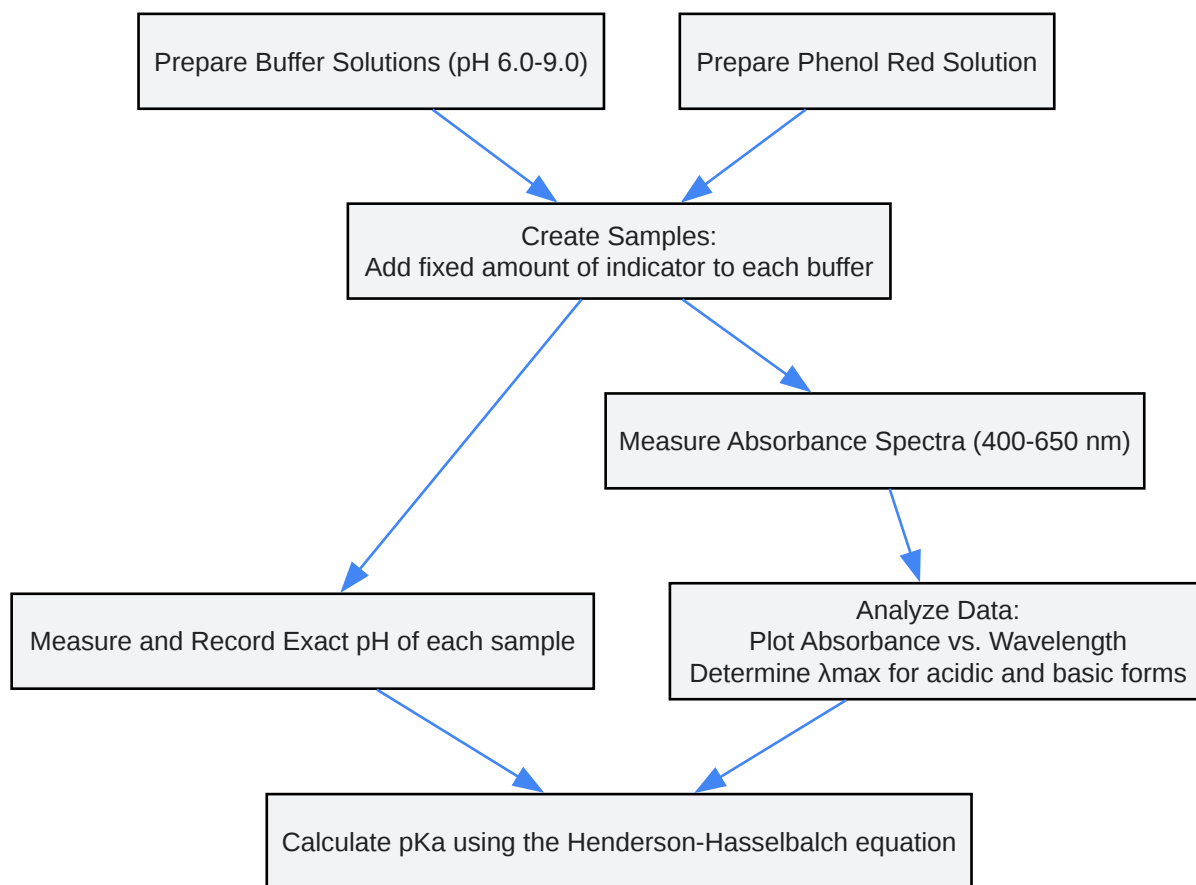 Prepare Buffer Solutions (pH 6.0-9.0)
Prepare Phenol Red Solution
Create Samples:
Add fixed amount of indicator to each buffer
Measure Absorbance Spectra (400-650 nm)
Measure and Record Exact pH of each sample
Analyze Data:
Plot Absorbance vs. Wavelength
Determine λmax for acidic and basic forms
Calculate pKa using the Henderson-Hasselbalch equation